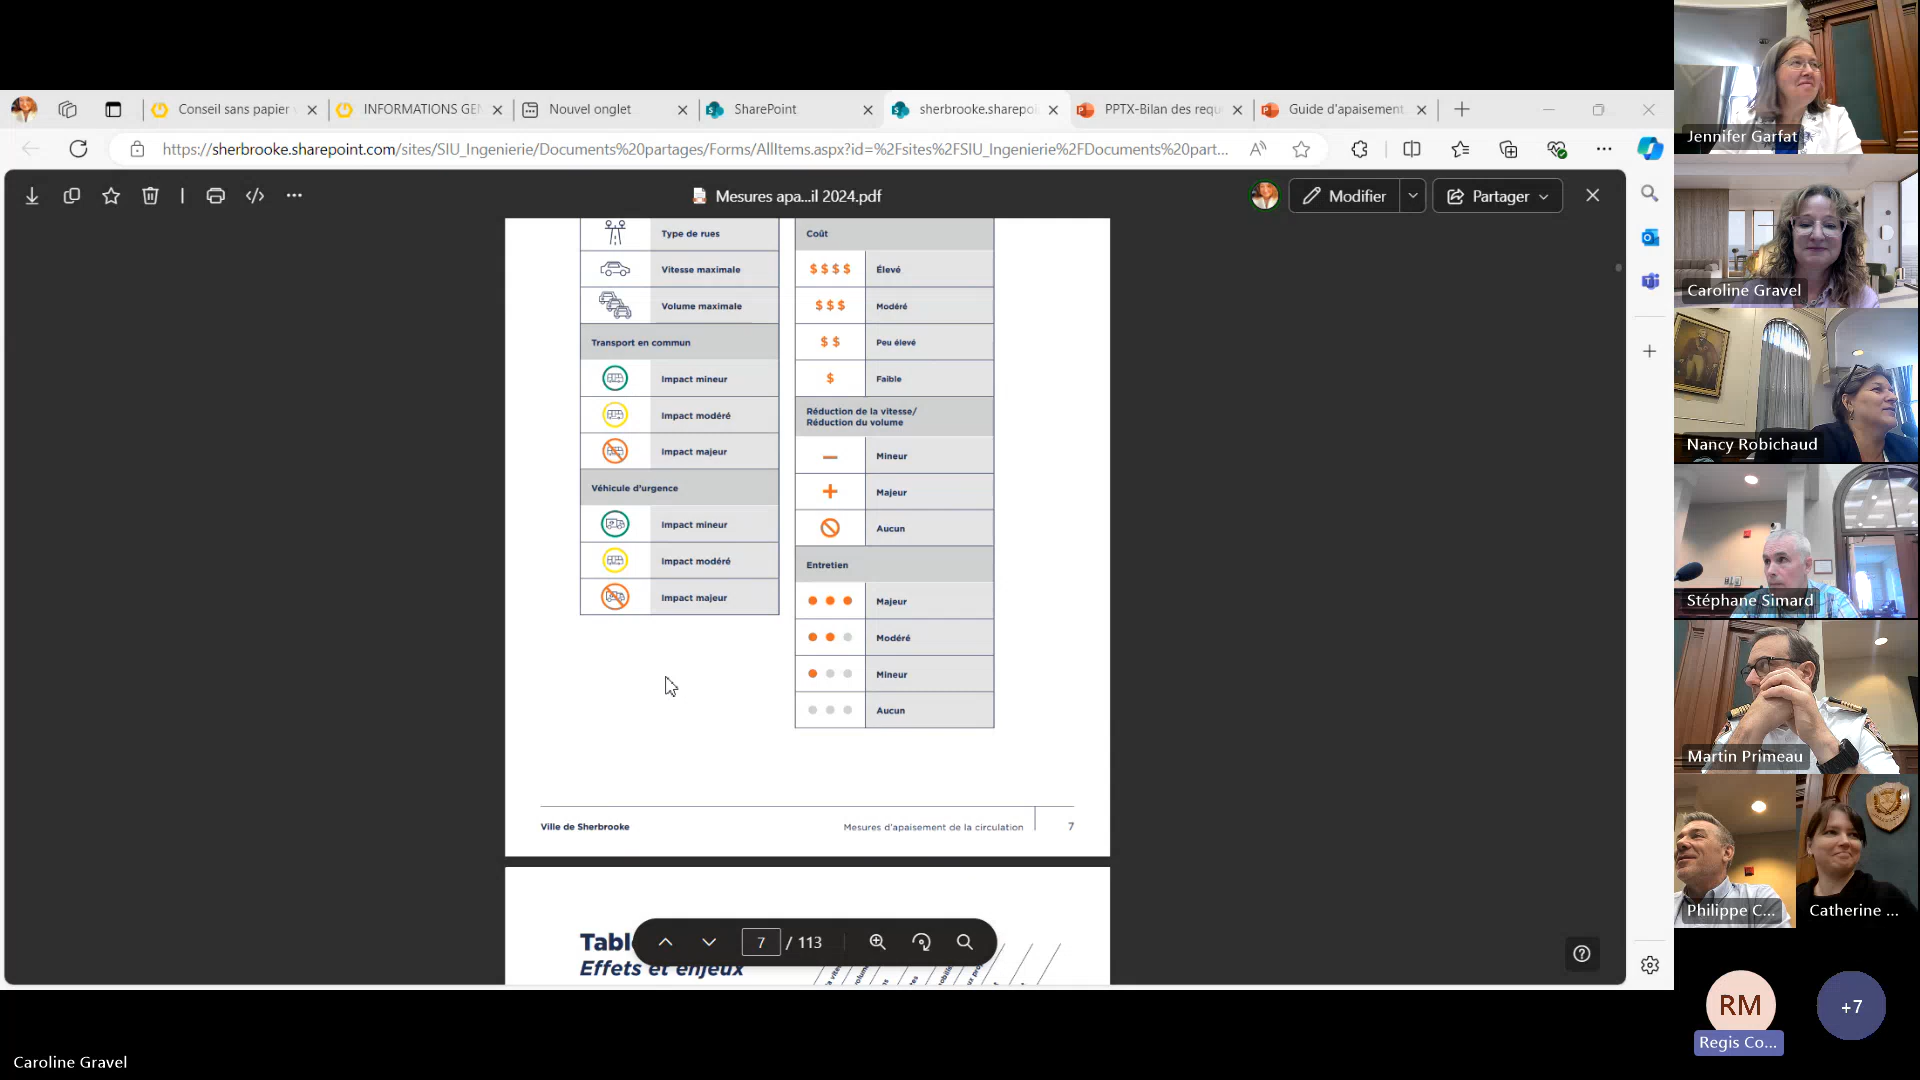 Conseil sans papier
INFORMATIONS GE
Nouvel onglet
SharePoint
sherbrooke.sharepoi
PPTX-Bilan des requ
Guide d'apaisement
https://sherbrooke.sharepoint.com/sites/SIU_Ingenierie/Documents%20partages/Forms/AllItems.aspx?id=%2Fsites%2FSIU_Ingenierie%2FDocuments%20part...
Mesures apa...il 2024.pdf
Modifier
Partager
Type de rues
Vitesse maximale
Volume maximale
Transport en commun
Impact mineur
Impact modéré
Impact majeur
Véhicule d'urgence
Impact mineur
Impact modéré
Impact majeur
Coût
$ $ $ $ Élevé
$ $ $ Modéré
$ $ Peu élevé
$ Faible
Réduction de la vitesse/
Réduction du volume
Mineur
Majeur
Aucun
Entretien
Majeur
Modéré
Mineur
Aucun
Ville de Sherbrooke
Mesures d'apaisement de la circulation 7
Tabl
Effets et enjeux
7 / 113
Jennifer Garfat
Caroline Gravel
Nancy Robichaud
Stéphane Simard
Martin Primeau
Philippe C...
Catherine ...
RM
+7
Regis Co...
Caroline Gravel